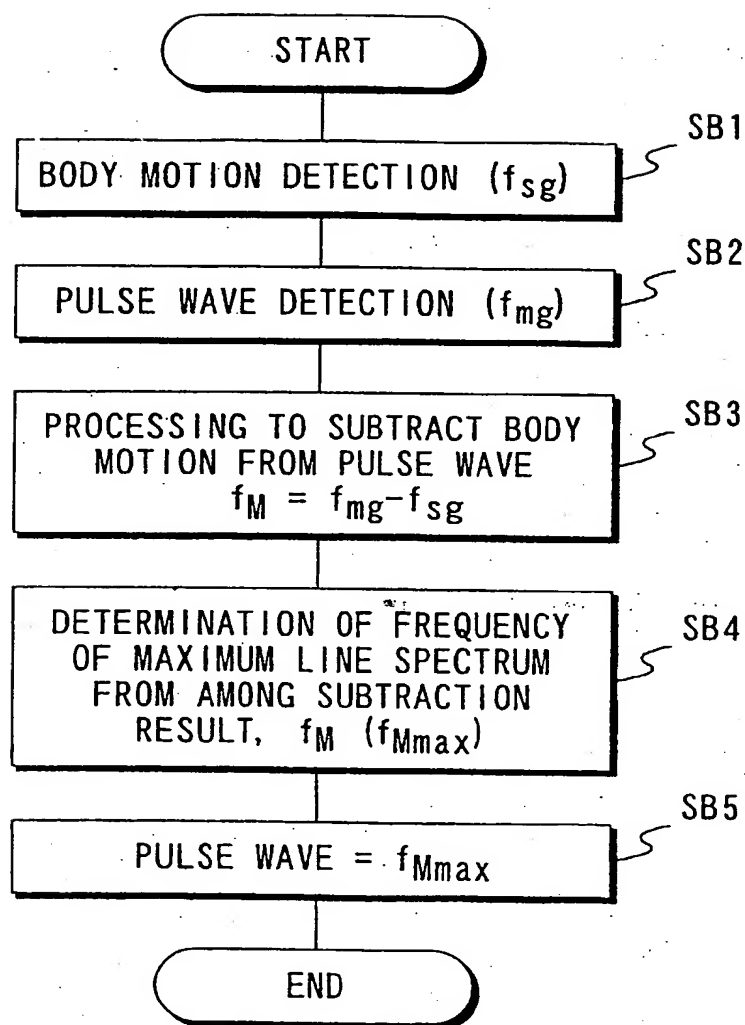 START
SB1
BODY MOTION DETECTION (fsg)
SB2
PULSE WAVE DETECTION (fmg)
SB3
PROCESSING TO SUBTRACT BODY
MOTION FROM PULSE WAVE
fM = fmg-fsg
SB4
DETERMINATION OF FREQUENCY
OF MAXIMUM LINE SPECTRUM
FROM AMONG SUBTRACTION
RESULT, fM (fMmax)
SB5
PULSE WAVE = fMmax
END